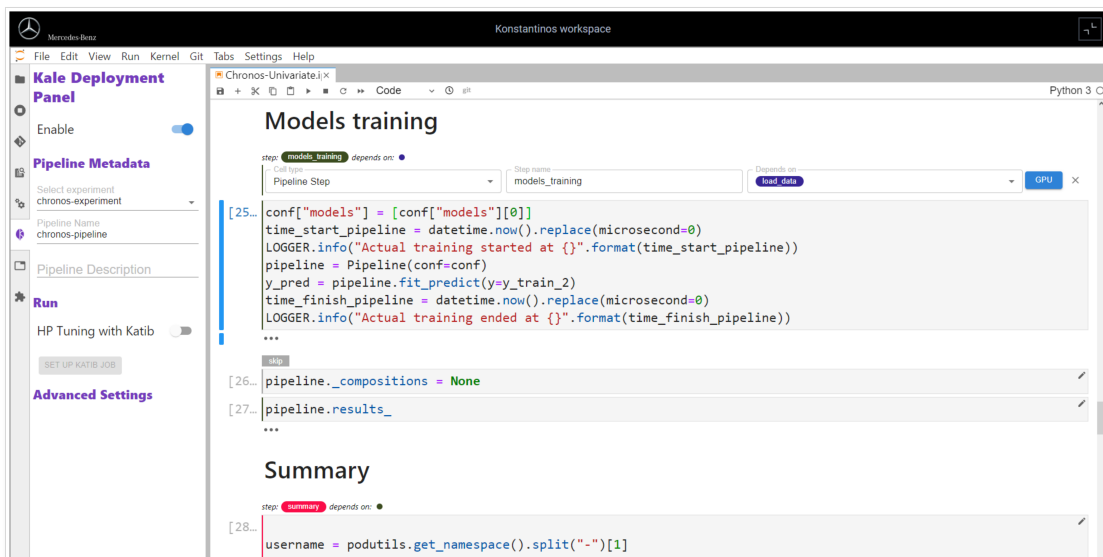 Mercedes-Benz
Konstantinos workspace
File Edit View Run Kernel Git Tabs Settings Help
Kale Deployment
Panel
Enable
Pipeline Metadata
Select experiment
chronos-experiment
Pipeline Name
chronos-pipeline
Pipeline Description
Run
HP Tuning with Katib
SET UP KATIB JOB
Advanced Settings
Chronos-Univariate.i
Code
git
Python 3
Models training
step: models_training depends on:
Cell type
Pipeline Step
Step name
models_training
Depends on
load_data
GPU
[25... conf["models"] = [conf["models"][0]]
time_start_pipeline = datetime.now().replace(microsecond=0)
LOGGER.info("Actual training started at {}".format(time_start_pipeline))
pipeline = Pipeline(conf=conf)
y_pred = pipeline.fit_predict(y=y_train_2)
time_finish_pipeline = datetime.now().replace(microsecond=0)
LOGGER.info("Actual training ended at {}".format(time_finish_pipeline))
•••
skip
[26... pipeline._compositions = None
[27... pipeline.results_
•••
Summary
step: summary depends on:
[28...
username = podutils.get_namespace().split("-")[1]